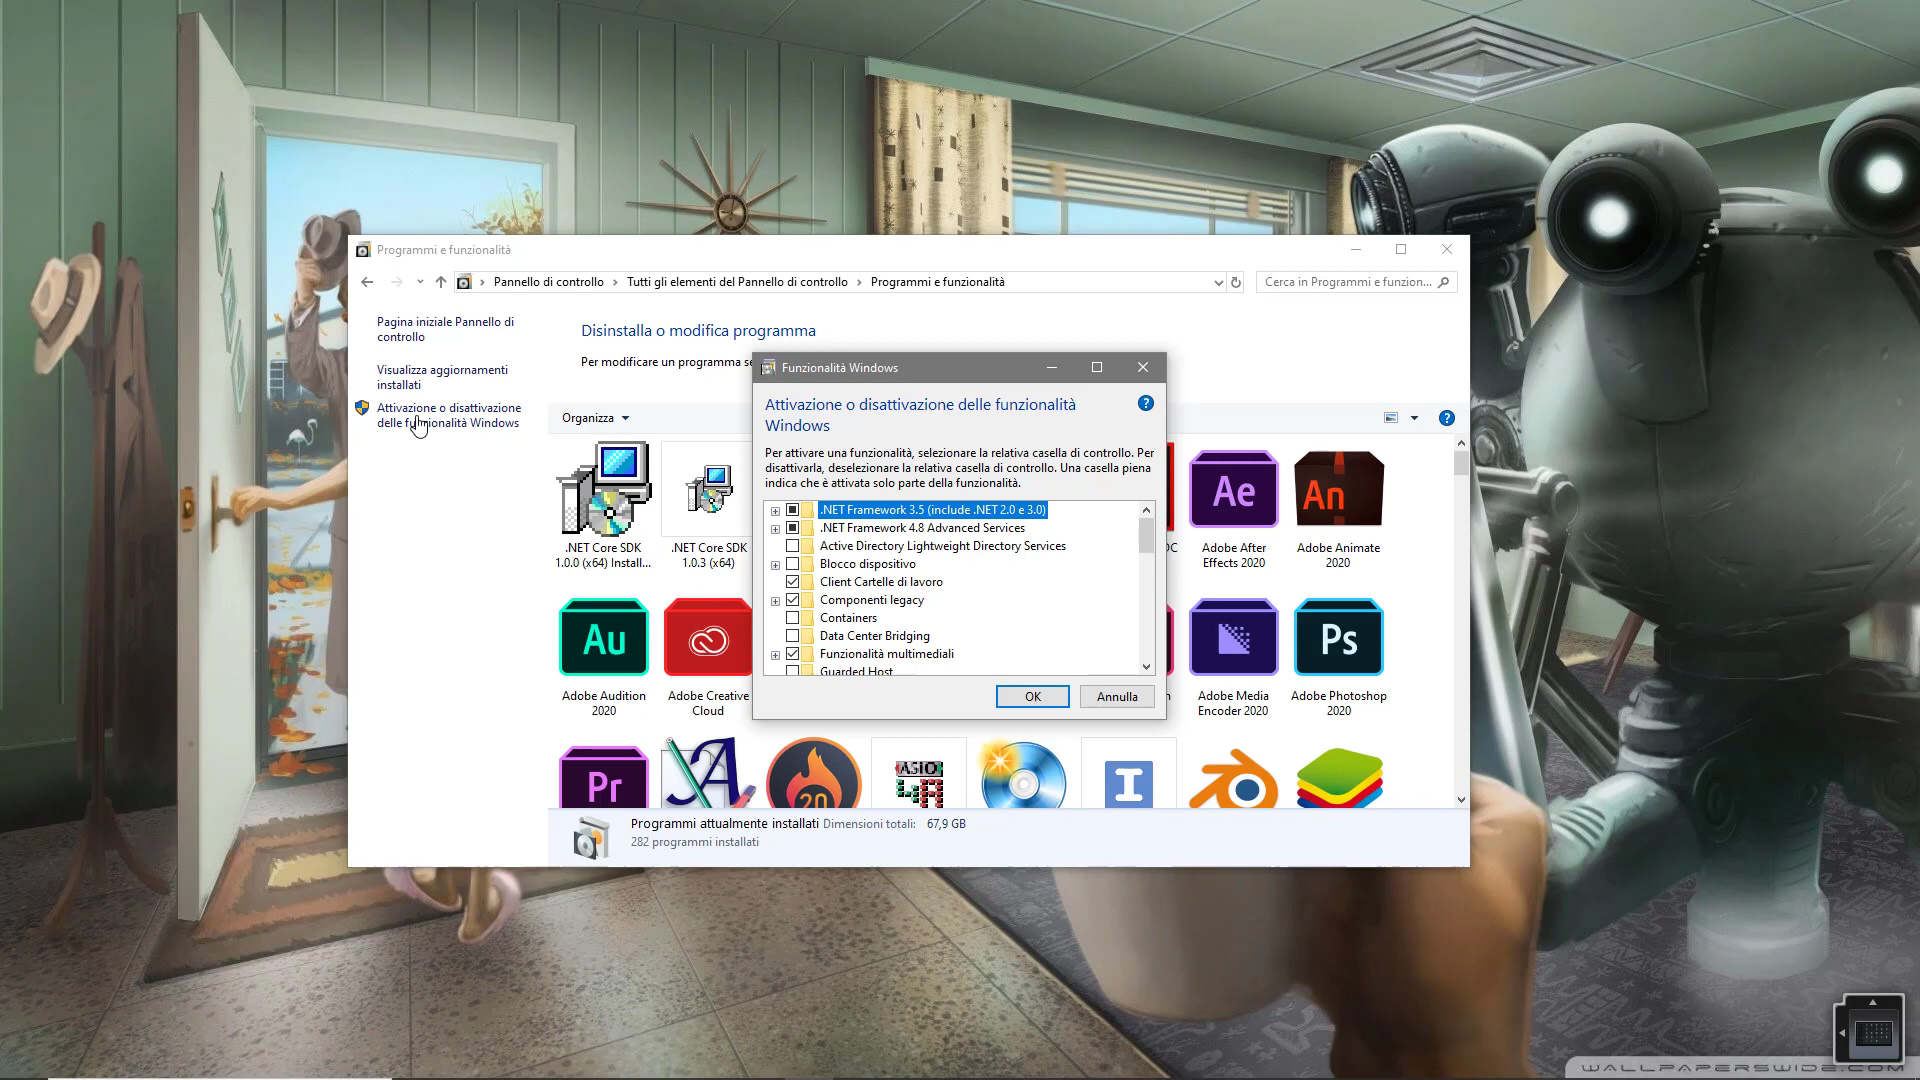 Programmi e funzionalità
Pannello di controllo
Tutti gli elementi del Pannello di controllo
Programmi e funzionalità
Cerca in Programmi e funzion...
Pagina iniziale Pannello di
controllo
Visualizza aggiornamenti
installati
Attivazione o disattivazione
delle funzionalità Windows
Disinstalla o modifica programma
Per modificare un programma se
Organizza
Funzionalità Windows
Attivazione o disattivazione delle funzionalità
Windows
Per attivare una funzionalità, selezionare la relativa casella di controllo. Per
disattivarla, deselezionare la relativa casella di controllo. Una casella piena
indica che è attivata solo parte della funzionalità.
.NET Framework 3.5 (include .NET 2.0 e 3.0)
.NET Framework 4.8 Advanced Services
Active Directory Lightweight Directory Services
Blocco dispositivo
Client Cartelle di lavoro
Componenti legacy
Containers
Data Center Bridging
Funzionalità multimediali
Guarded Host
OK
Annulla
.NET Core SDK
1.0.0 (x64) Install...
.NET Core SDK
1.0.3 (x64)
DC
Ae
Adobe After
Effects 2020
An
Adobe Animate
2020
Au
Adobe Audition
2020
Adobe Creative
Cloud
Adobe Media
Encoder 2020
Ps
Adobe Photoshop
2020
Pr
A
20
ASIO
4A
I
Programmi attualmente installati
Dimensioni totali:
67,9 GB
282 programmi installati
WALLPAPERSWIDE.COM